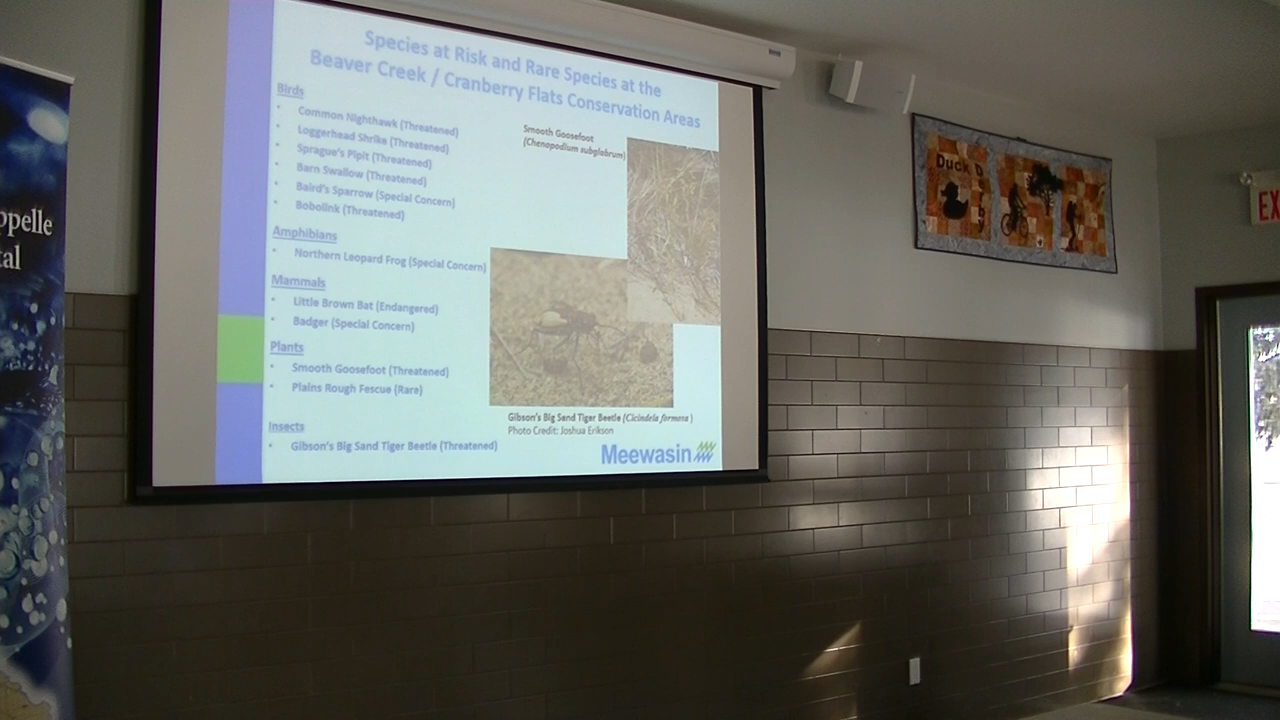 ppelle
tal
Species at Risk and Rare Species at the
Beaver Creek / Cranberry Flats Conservation Areas
Birds
• Common Nighthawk (Threatened)
• Loggerhead Shrike (Threatened)
• Sprague's Pipit (Threatened)
• Barn Swallow (Threatened)
• Baird's Sparrow (Special Concern)
• Bobolink (Threatened)
Amphibians
• Northern Leopard Frog (Special Concern)
Mammals
• Little Brown Bat (Endangered)
• Badger (Special Concern)
Plants
• Smooth Goosefoot (Threatened)
• Plains Rough Fescue (Rare)
Insects
• Gibson's Big Sand Tiger Beetle (Threatened)
Smooth Goosefoot
(Chenopodium subglabrum)
Gibson's Big Sand Tiger Beetle (Cicindela formosa )
Photo Credit: Joshua Erikson
Meewasin
Duck D
EX